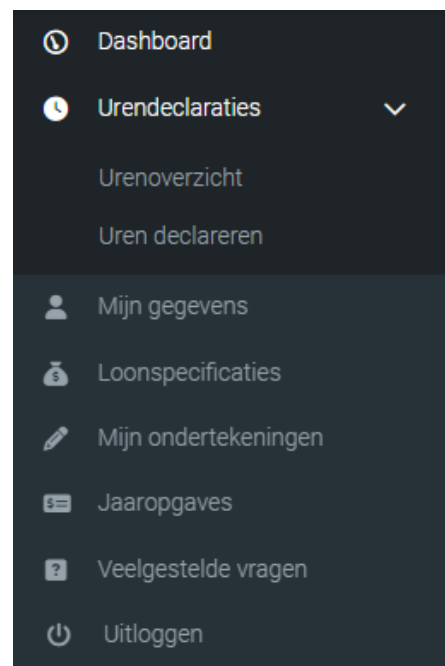 Dashboard
Urendeclaraties
Urenoverzicht
Uren declareren
Mijn gegevens
Loonspecificaties
Mijn ondertekeningen
Jaaropgaves
Veelgestelde vragen
Uitloggen